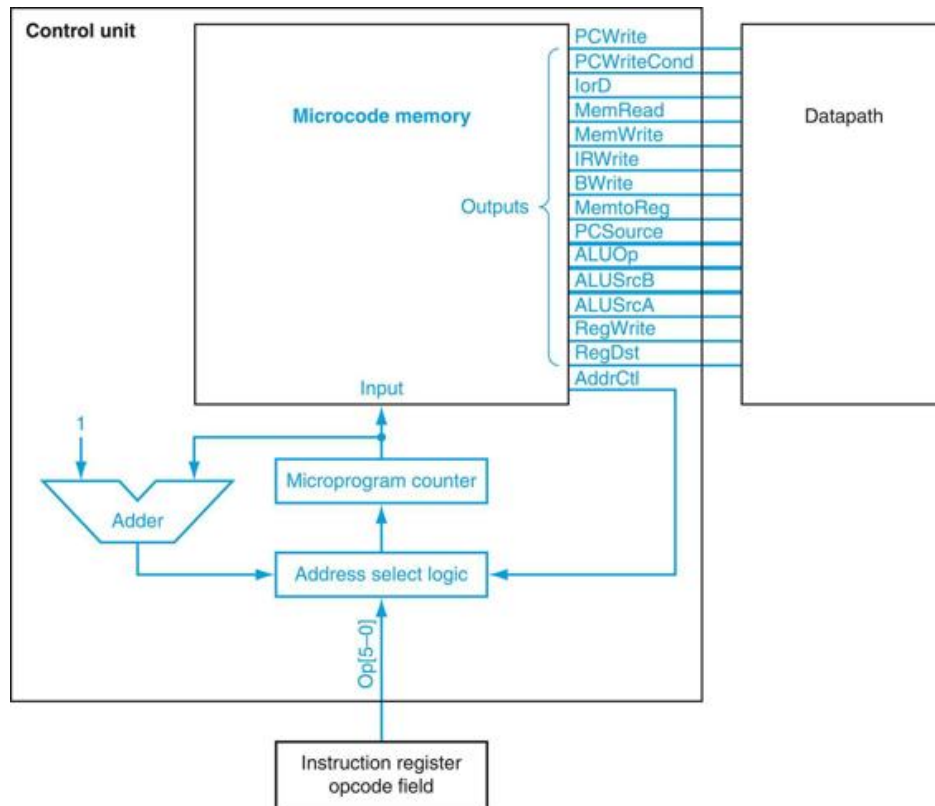 Control unit
Microcode memory
Outputs
PCWrite
PCWriteCond
IorD
MemRead
MemWrite
IRWrite
BWrite
MemtoReg
PCSource
ALUOp
ALUSrcB
ALUSrcA
RegWrite
RegDst
AddrCtl
Datapath
Input
1
Microprogram counter
Adder
Address select logic
Op[5–0]
Instruction register
opcode field